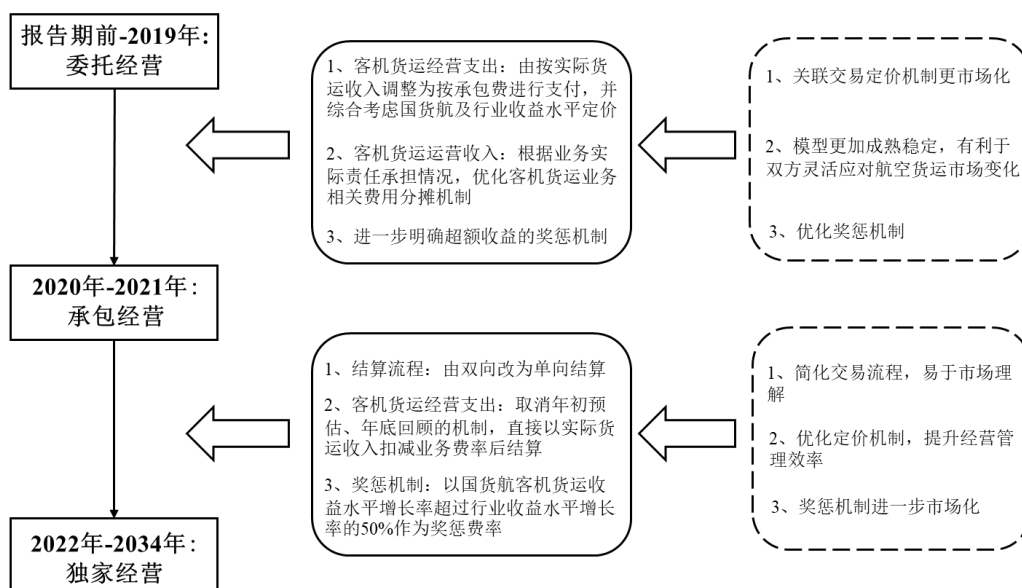 报告期前-2019年：
委托经营
1、客机货运经营支出：由按实际货
运收入调整为按承包费进行支付，并
综合考虑国货航及行业收益水平定价
2、客机货运运营收入：根据业务实
际责任承担情况，优化客机货运业务
相关费用分摊机制
3、进一步明确超额收益的奖惩机制
1、关联交易定价机制更市场化
2、模型更加成熟稳定，有利于
双方灵活应对航空货运市场变化
3、优化奖惩机制
2020年-2021年：
承包经营
1、结算流程：由双向改为单向结算
2、客机货运经营支出：取消年初预
估、年底回顾的机制，直接以实际货
运收入扣减业务费率后结算
3、奖惩机制：以国货航客机货运收
益水平增长率超过行业收益水平增长
率的50%作为奖惩费率
1、简化交易流程，易于市场理
解
2、优化定价机制，提升经营管
理效率
3、奖惩机制进一步市场化
2022年-2034年：
独家经营